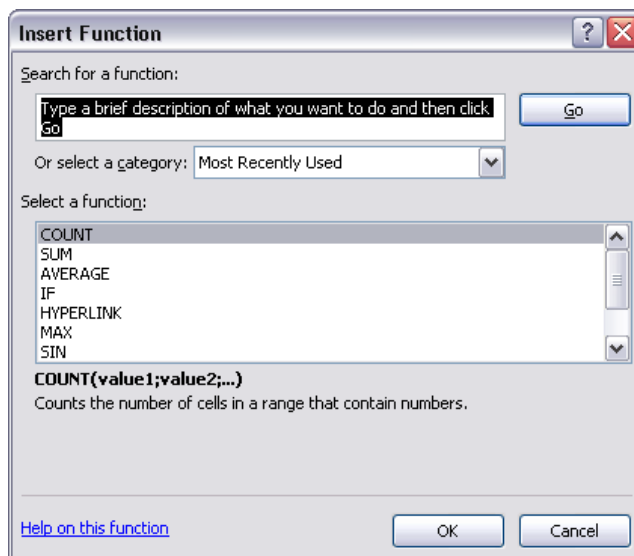 Insert Function
Search for a function:
Type a brief description of what you want to do and then click
Go
Go
Or select a category: Most Recently Used
Select a function:
COUNT
SUM
AVERAGE
IF
HYPERLINK
MAX
SIN
COUNT(value1;value2;...)
Counts the number of cells in a range that contain numbers.
Help on this function
OK
Cancel